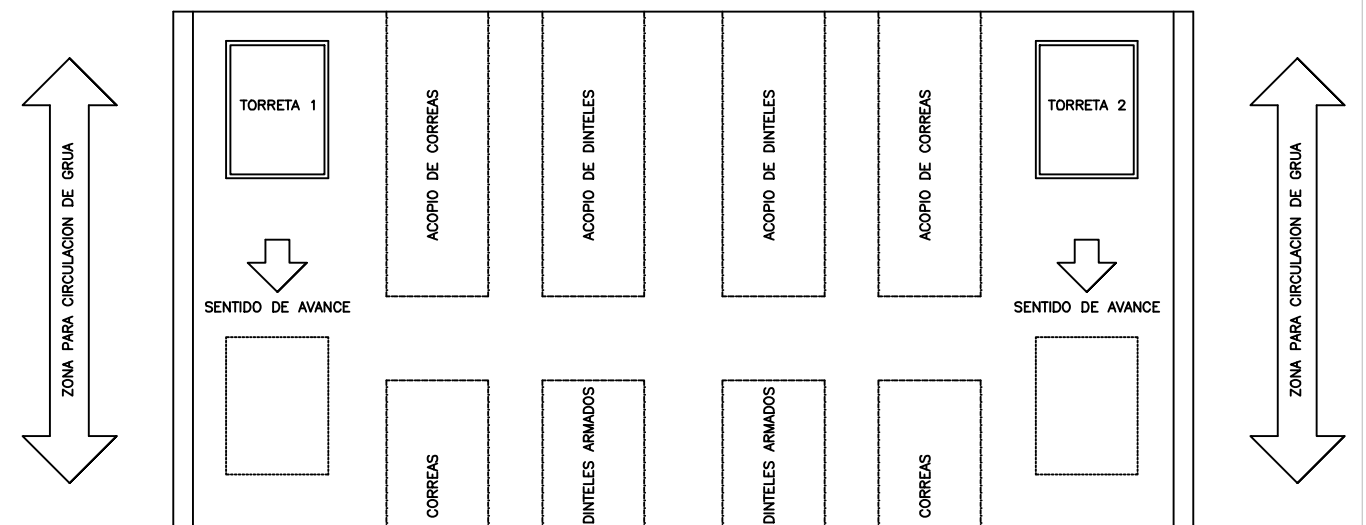 TORRETA 1
TORRETA 2
ZONA PARA CIRCULACION DE GRUA
ACOPIO DE CORREAS
ACOPIO DE DINTELES
ACOPIO DE DINTELES
ACOPIO DE CORREAS
ZONA PARA CIRCULACION DE GRUA
SENTIDO DE AVANCE
SENTIDO DE AVANCE
CORREAS
DINTELES ARMADOS
DINTELES ARMADOS
CORREAS